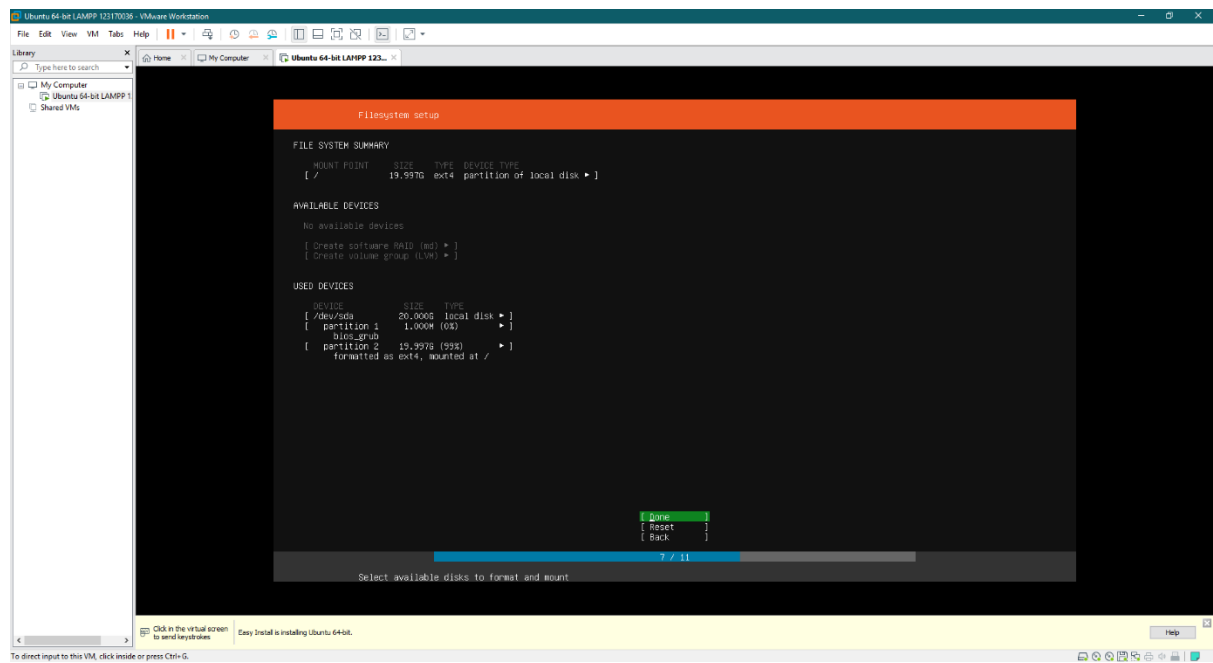 Ubuntu 64-bit LAMPP 123170036 - VMware Workstation
File Edit View VM Tabs Help
Library
Type here to search
My Computer
Ubuntu 64-bit LAMPP 1
Shared VMs
Home My Computer Ubuntu 64-bit LAMPP 123...
Filesystem setup
FILE SYSTEM SUMMARY
MOUNT POINT SIZE TYPE DEVICE TYPE
[ / 19.997G ext4 partition of local disk ▸ ]
AVAILABLE DEVICES
No available devices
[ Create software RAID (md) ▸ ]
[ Create volume group (LVM) ▸ ]
USED DEVICES
DEVICE SIZE TYPE
[ /dev/sda 20.000G local disk ▸ ]
[ partition 1 1.000M (0%) ▸ ]
bios_grub
[ partition 2 19.997G (99%) ▸ ]
formatted as ext4, mounted at /
[ Done ]
[ Reset ]
[ Back ]
7 / 11
Select available disks to format and mount
Click in the virtual screen
to send keystrokes
Easy Install is installing Ubuntu 64-bit.
Help
To direct input to this VM, click inside or press Ctrl+G.